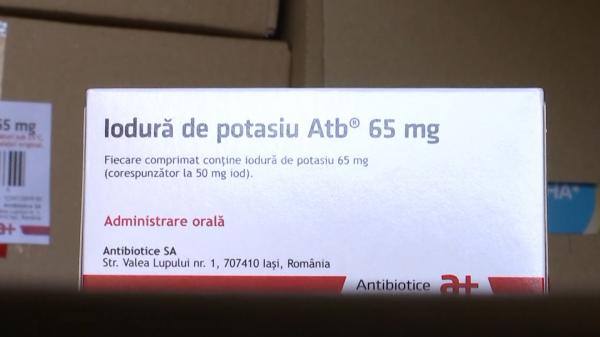 Iodură de potasiu Atb® 65 mg
Fiecare comprimat conține iodură de potasiu 65 mg
(corespunzător la 50 mg iod).
Administrare orală
Antibiotice SA
Str. Valea Lupului nr. 1, 707410 Iași, România
Antibiotice a+
65 mg
a+
HA+